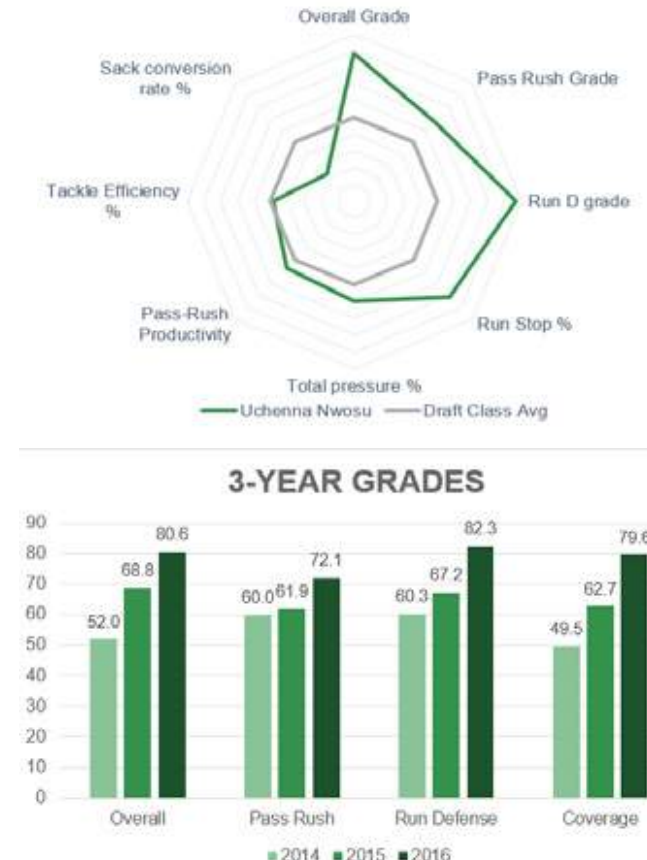 Overall Grade
Sack conversion
rate %
Pass Rush Grade
Tackle Efficiency
%
Run D grade
Pass-Rush
Productivity
Run Stop %
Total pressure %
Uchenna Nwosu Draft Class Avg
3-YEAR GRADES
90
80
70
60
50
40
30
20
10
0
52.0 68.8 80.6
60.0 61.9 72.1
60.3 67.2 82.3
49.5 62.7 79.6
Overall Pass Rush Run Defense Coverage
2014 2015 2016